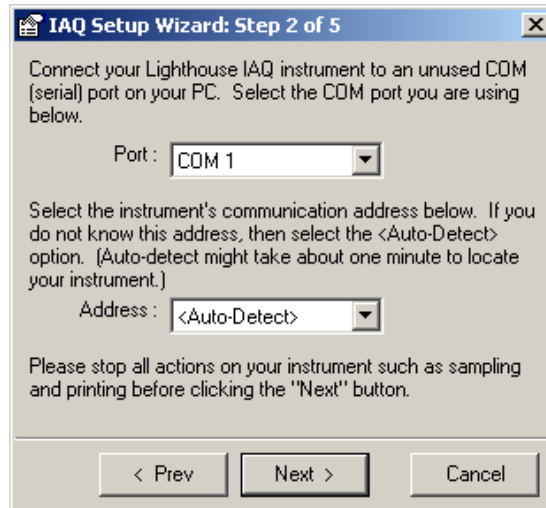 IAQ Setup Wizard: Step 2 of 5
Connect your Lighthouse IAQ instrument to an unused COM
(serial) port on your PC.  Select the COM port you are using
below.
Port : COM 1
Select the instrument's communication address below.  If you
do not know this address, then select the <Auto-Detect>
option.  (Auto-detect might take about one minute to locate
your instrument.)
Address : <Auto-Detect>
Please stop all actions on your instrument such as sampling
and printing before clicking the "Next" button.
< Prev Next > Cancel